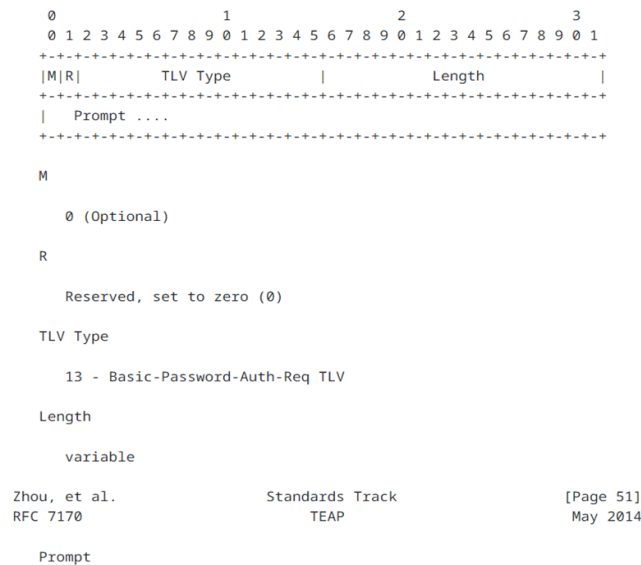 0                   1                   2                   3
0 1 2 3 4 5 6 7 8 9 0 1 2 3 4 5 6 7 8 9 0 1 2 3 4 5 6 7 8 9 0 1
+-+-+-+-+-+-+-+-+-+-+-+-+-+-+-+-+-+-+-+-+-+-+-+-+-+-+-+-+-+-+-+-+
|M|R|         TLV Type          |            Length             |
+-+-+-+-+-+-+-+-+-+-+-+-+-+-+-+-+-+-+-+-+-+-+-+-+-+-+-+-+-+-+-+-+
|   Prompt ....
+-+-+-+-+-+-+-+-+-+-+-+-+-+-+-+-+-+-+-+-+-+-+-+-+-+-+-+-+-+-+-+-+
M
0 (Optional)
R
Reserved, set to zero (0)
TLV Type
13 - Basic-Password-Auth-Req TLV
Length
variable
Zhou, et al.                 Standards Track                   [Page 51]
RFC 7170                          TEAP                          May 2014
Prompt